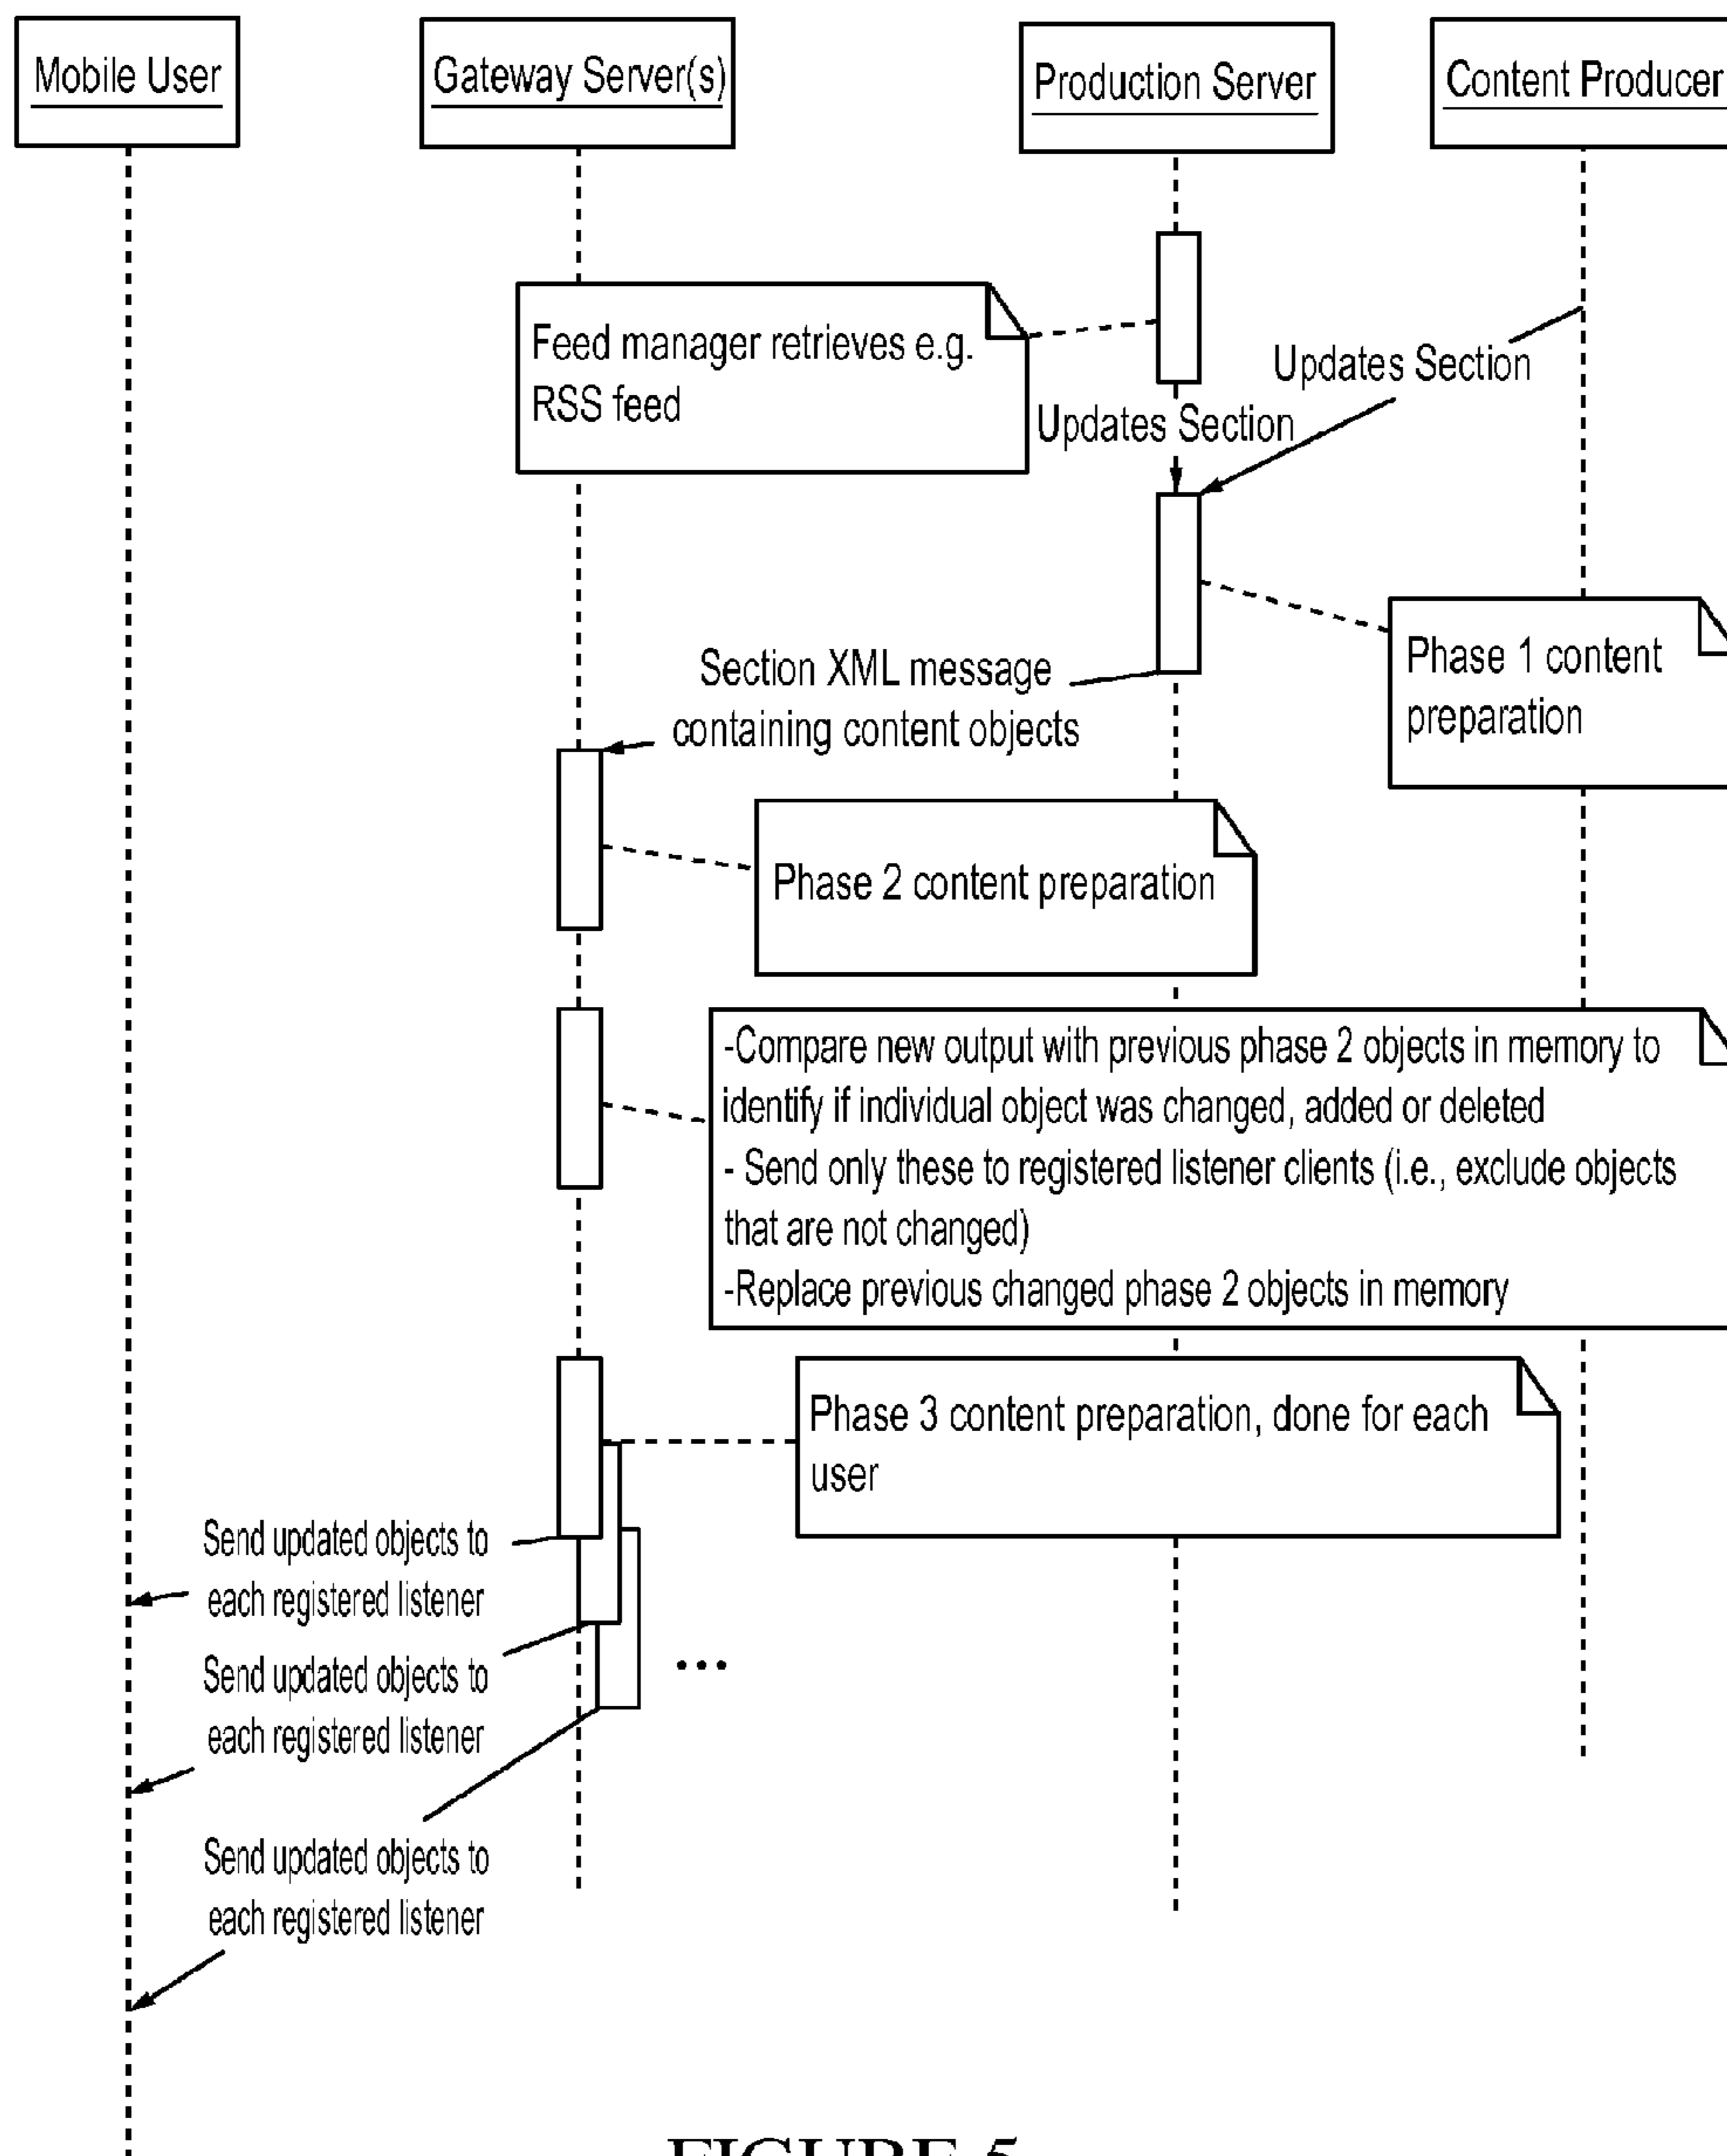 Mobile User
Gateway Server(s)
Production Server
Content Producer
Feed manager retrieves e.g.
RSS feed
Updates Section
Updates Section
Phase 1 content
preparation
Section XML message
containing content objects
Phase 2 content preparation
-Compare new output with previous phase 2 objects in memory to
identify if individual object was changed, added or deleted
- Send only these to registered listener clients (i.e., exclude objects
that are not changed)
-Replace previous changed phase 2 objects in memory
Phase 3 content preparation, done for each
user
Send updated objects to
each registered listener
Send updated objects to
each registered listener
...
Send updated objects to
each registered listener
FIGURE 5